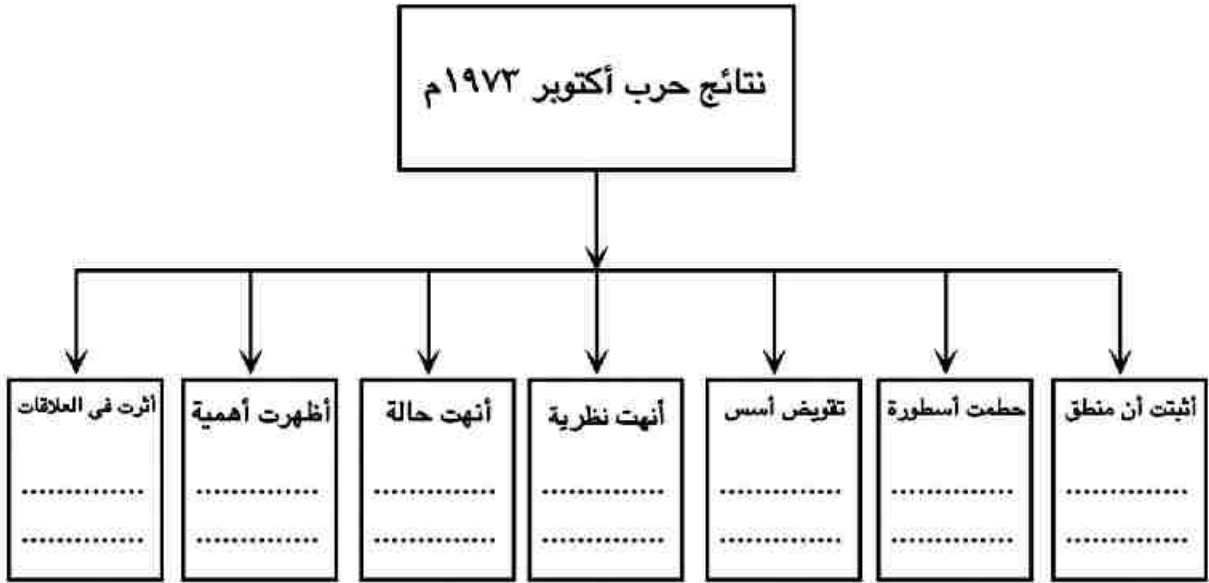 نتائج حرب أكتوبر ١٩٧٣م
أثبتت أن منطق
..............
..............
حطمت أسطورة
..............
..............
تقويض أسس
..............
..............
أنهت نظرية
..............
..............
أنهت حالة
..............
..............
أظهرت أهمية
..............
..............
أثرت فى العلاقات
..............
..............